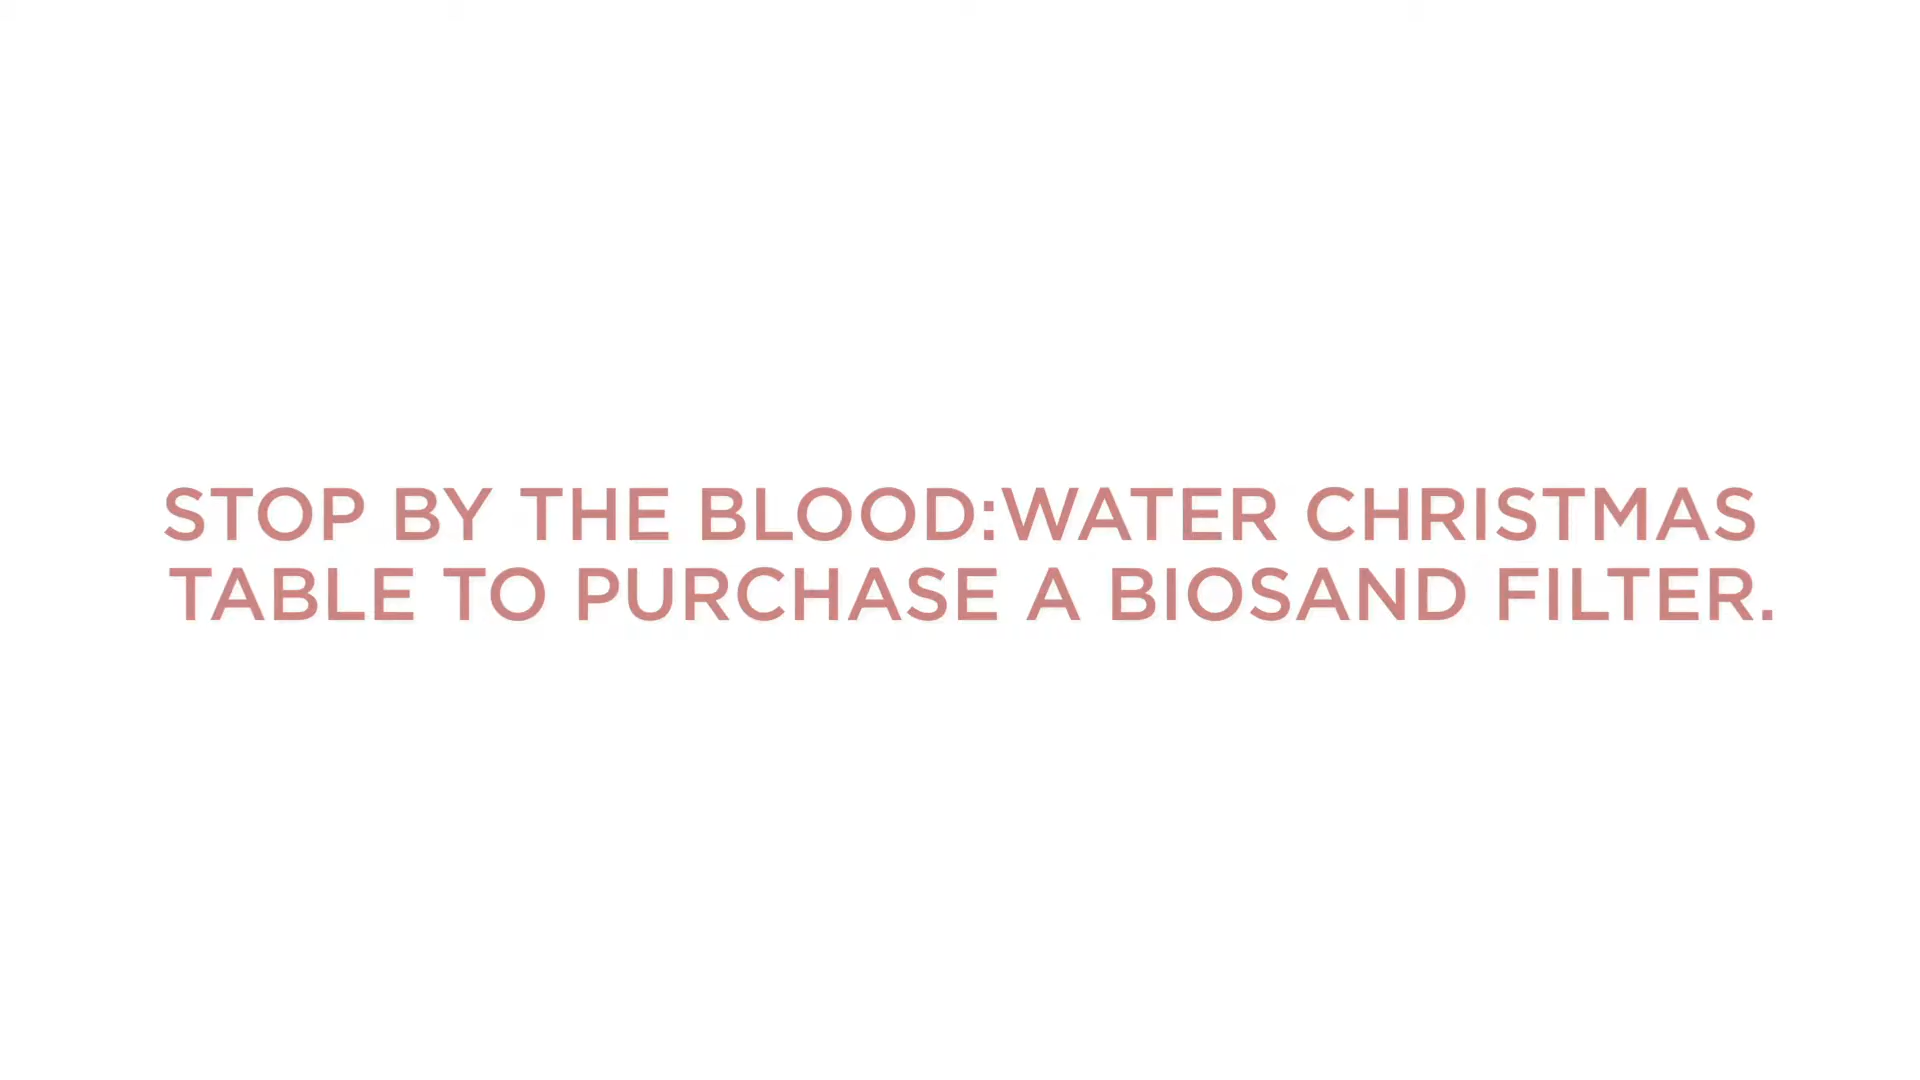 STOP BY THE BLOOD:WATER CHRISTMAS
TABLE TO PURCHASE A BIOSAND FILTER.